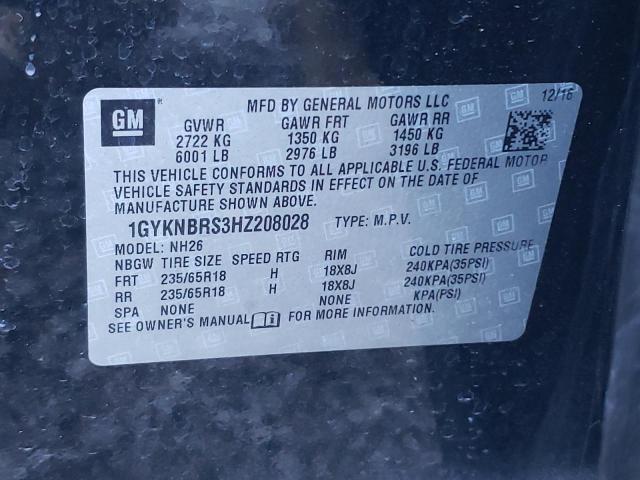 GM
MFD BY GENERAL MOTORS LLC 12/16
GVWR GAWR FRT GAWR RR
2722 KG 1350 KG 1450 KG
6001 LB 2976 LB 3196 LB
THIS VEHICLE CONFORMS TO ALL APPLICABLE U.S. FEDERAL MOTOR
VEHICLE SAFETY STANDARDS IN EFFECT ON THE DATE OF
MANUFACTURE SHOWN ABOVE.
1GYKNBRS3HZ208028 TYPE: M.P.V.
MODEL: NH26
NBGW TIRE SIZE SPEED RTG RIM COLD TIRE PRESSURE
FRT 235/65R18 H 18X8J 240KPA(35PSI)
RR 235/65R18 H 18X8J 240KPA(35PSI)
SPA NONE NONE KPA(PSI)
SEE OWNER'S MANUAL FOR MORE INFORMATION.